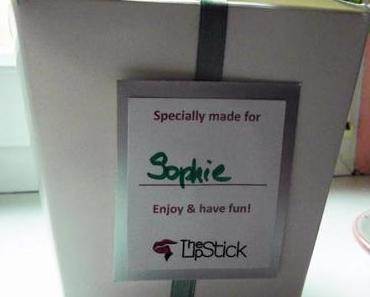 Specially made for
Sophie
Enjoy & have fun!
The
LipStick